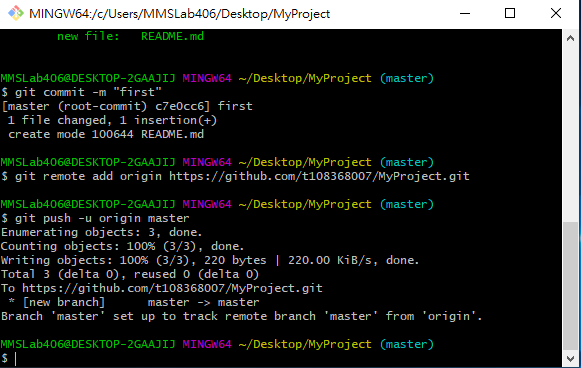 MINGW64:/c/Users/MMSLab406/Desktop/MyProject
new file:   README.md
MMSLab406@DESKTOP-2GAAJIJ MINGW64 ~/Desktop/MyProject (master)
$ git commit -m "first"
[master (root-commit) c7e0cc6] first
 1 file changed, 1 insertion(+)
 create mode 100644 README.md
MMSLab406@DESKTOP-2GAAJIJ MINGW64 ~/Desktop/MyProject (master)
$ git remote add origin https://github.com/t108368007/MyProject.git
MMSLab406@DESKTOP-2GAAJIJ MINGW64 ~/Desktop/MyProject (master)
$ git push -u origin master
Enumerating objects: 3, done.
Counting objects: 100% (3/3), done.
Writing objects: 100% (3/3), 220 bytes | 220.00 KiB/s, done.
Total 3 (delta 0), reused 0 (delta 0)
To https://github.com/t108368007/MyProject.git
 * [new branch]      master -> master
Branch 'master' set up to track remote branch 'master' from 'origin'.
MMSLab406@DESKTOP-2GAAJIJ MINGW64 ~/Desktop/MyProject (master)
$